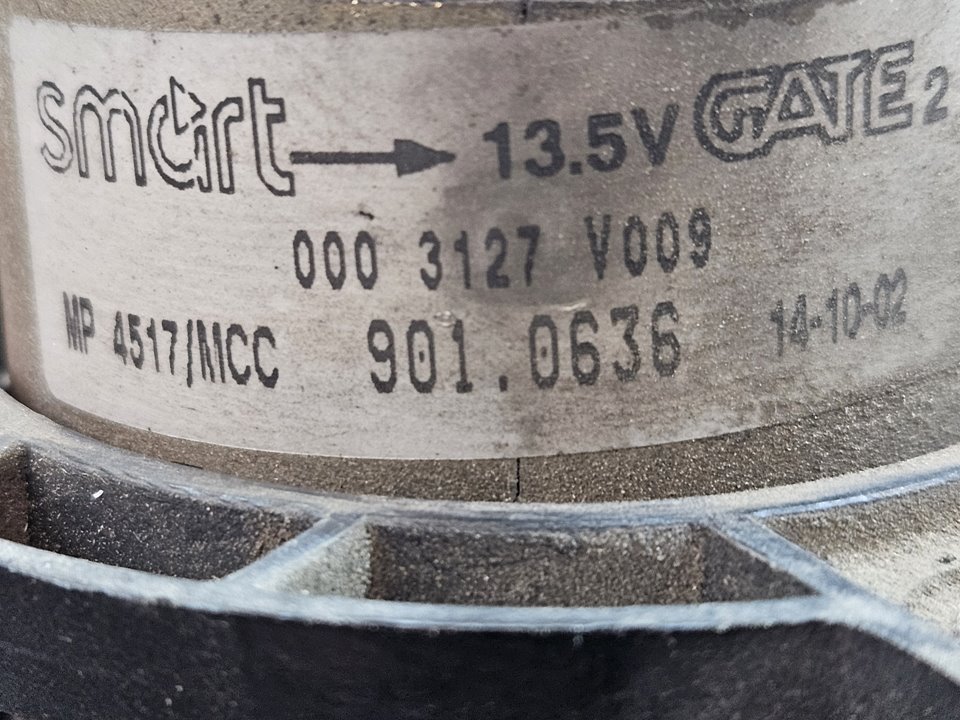 smart → 13.5V GATE 2
000 3127 V009
MP 4517/MCC 901.0636 14-10-02